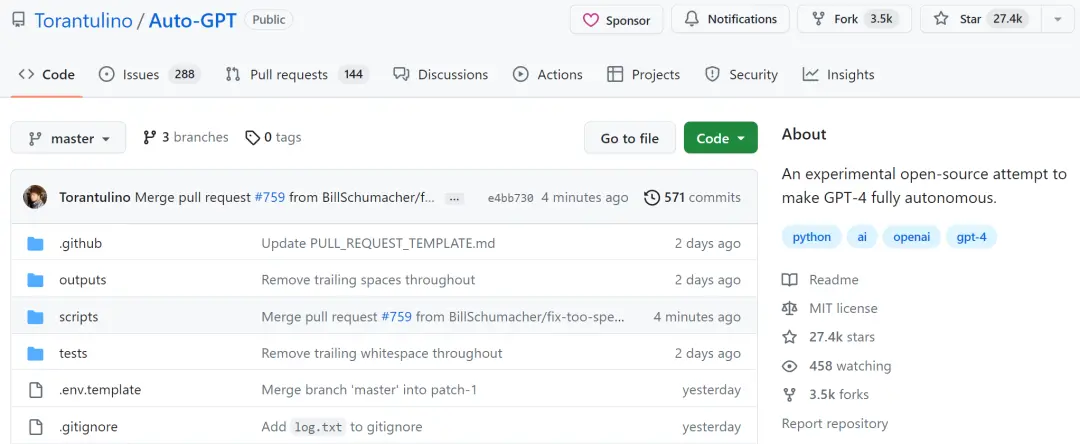 Torantulino / Auto-GPT Public Sponsor Notifications Fork 3.5k Star 27.4k
Code Issues 288 Pull requests 144 Discussions Actions Projects Security Insights
master 3 branches 0 tags Go to file Code
Torantulino Merge pull request #759 from BillSchumacher/f... ... e4bb730 4 minutes ago 571 commits
.github Update PULL_REQUEST_TEMPLATE.md 2 days ago
outputs Remove trailing spaces throughout 2 days ago
scripts Merge pull request #759 from BillSchumacher/fix-too-spe... 4 minutes ago
tests Remove trailing whitespace throughout 2 days ago
.env.template Merge branch 'master' into patch-1 yesterday
.gitignore Add log.txt to gitignore yesterday
About
An experimental open-source attempt to
make GPT-4 fully autonomous.
python ai openai gpt-4
Readme
MIT license
27.4k stars
458 watching
3.5k forks
Report repository